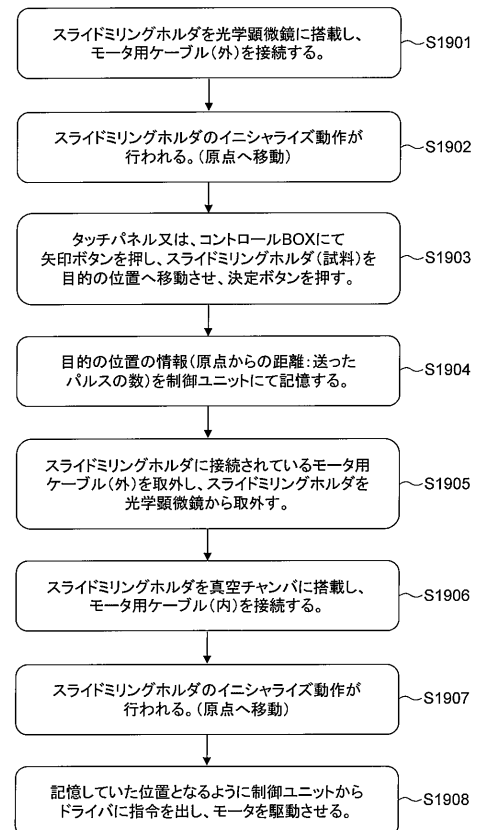 スライドミリングホルダを光学顕微鏡に搭載し、
モータ用ケーブル(外)を接続する。
S1901
スライドミリングホルダのイニシャライズ動作が
行われる。(原点へ移動)
S1902
タッチパネル又は、コントロールBOXにて
矢印ボタンを押し、スライドミリングホルダ(試料)を
目的の位置へ移動させ、決定ボタンを押す。
S1903
目的の位置の情報(原点からの距離:送った
パルスの数)を制御ユニットにて記憶する。
S1904
スライドミリングホルダに接続されているモータ用
ケーブル(外)を取外し、スライドミリングホルダを
光学顕微鏡から取外す。
S1905
スライドミリングホルダを真空チャンバに搭載し、
モータ用ケーブル(内)を接続する。
S1906
スライドミリングホルダのイニシャライズ動作が
行われる。(原点へ移動)
S1907
記憶していた位置となるように制御ユニットから
ドライバに指令を出し、モータを駆動させる。
S1908